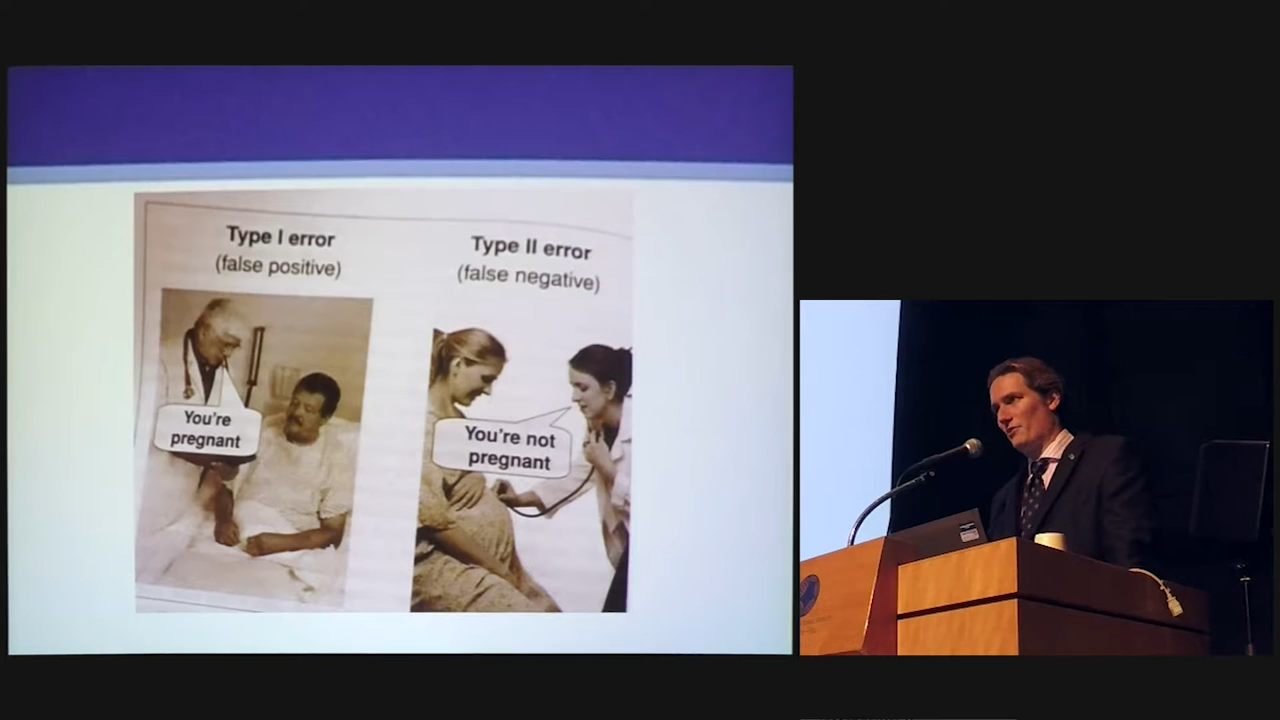 Type I error
(false positive)
You're
pregnant
Type II error
(false negative)
You're not
pregnant